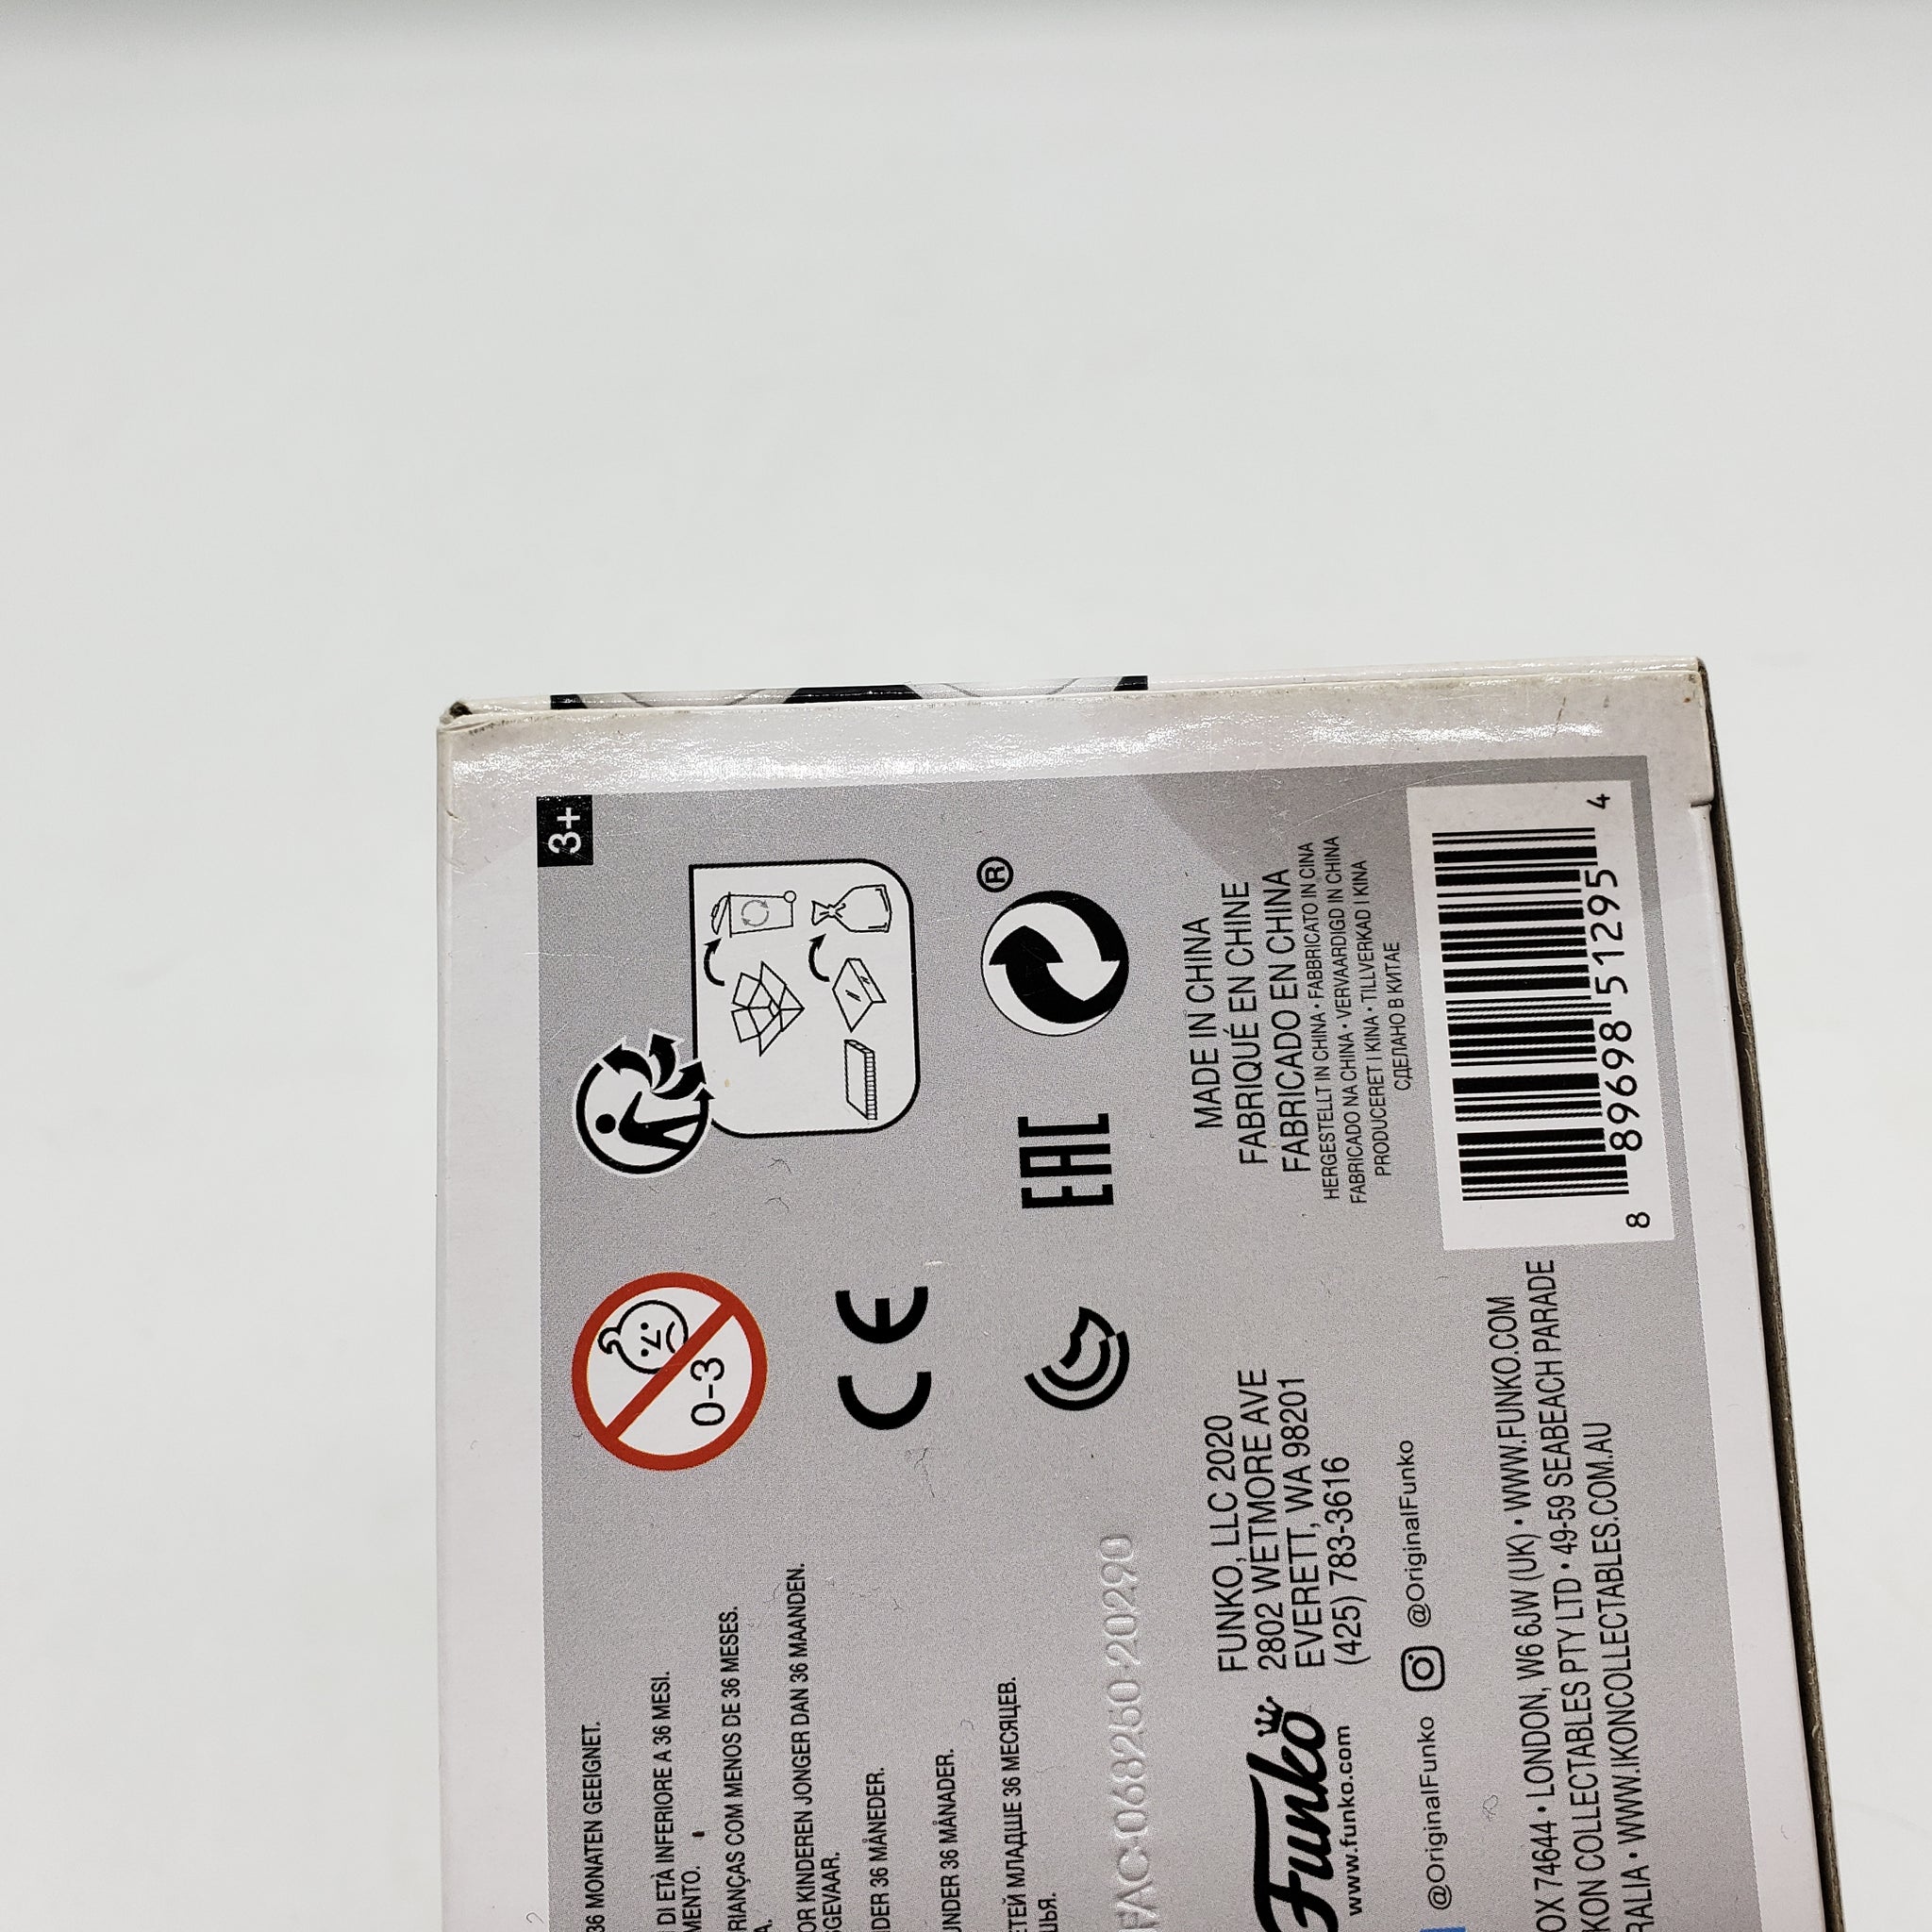 3+
36 MONATEN GEEIGNET.
DI ETÀ INFERIORE A 36 MESI.
MENTO.
RIANÇAS COM MENOS DE 36 MESES.
A.
OR KINDEREN JONGER DAN 36 MAANDEN.
GEVAAR.
DER 36 MÅNEDER.
UNDER 36 MÅNADER.
ТЕЙ МЛАДШЕ 36 МЕСЯЦЕВ.
ЬЯ.
0-3
CE
EAC
®
FAC-068250-20290
Funko
www.funko.com
FUNKO, LLC 2020
2802 WETMORE AVE
EVERETT, WA 98201
(425) 783-3616
@OriginalFunko @OriginalFunko
MADE IN CHINA
FABRIQUÉ EN CHINE
FABRICADO EN CHINA
HERGESTELLT IN CHINA • FABBRICATO IN CINA
FABRICADO NA CHINA • VERVAARDIGD IN CHINA
PRODUCERET I KINA • TILLVERKAD I KINA
СДЕЛАНО В КИТАЕ
OX 74644 • LONDON, W6 6JW (UK) • WWW.FUNKO.COM
KON COLLECTABLES PTY LTD • 49-59 SEABEACH PARADE
RALIA • WWW.IKONCOLLECTABLES.COM.AU
8 89698 51295 4